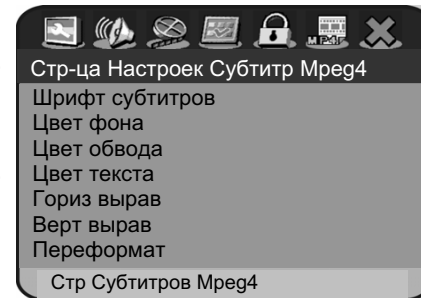 MP4F
Стр-ца Настроек Субтитр Mpeg4
Шрифт субтитров
Цвет фона
Цвет обвода
Цвет текста
Гориз вырав
Верт вырав
Переформат
Стр Субтитров Mpeg4